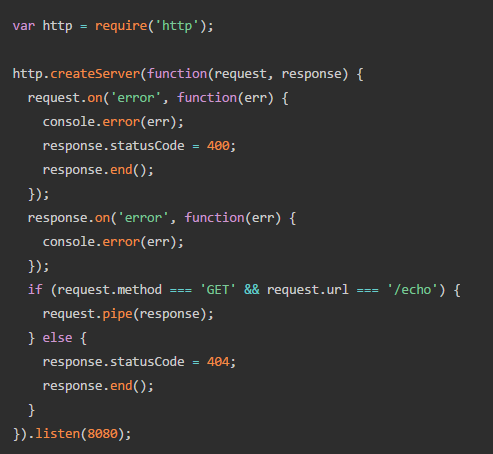 var http = require('http');

http.createServer(function(request, response) {
  request.on('error', function(err) {
    console.error(err);
    response.statusCode = 400;
    response.end();
  });
  response.on('error', function(err) {
    console.error(err);
  });
  if (request.method === 'GET' && request.url === '/echo') {
    request.pipe(response);
  } else {
    response.statusCode = 404;
    response.end();
  }
}).listen(8080);